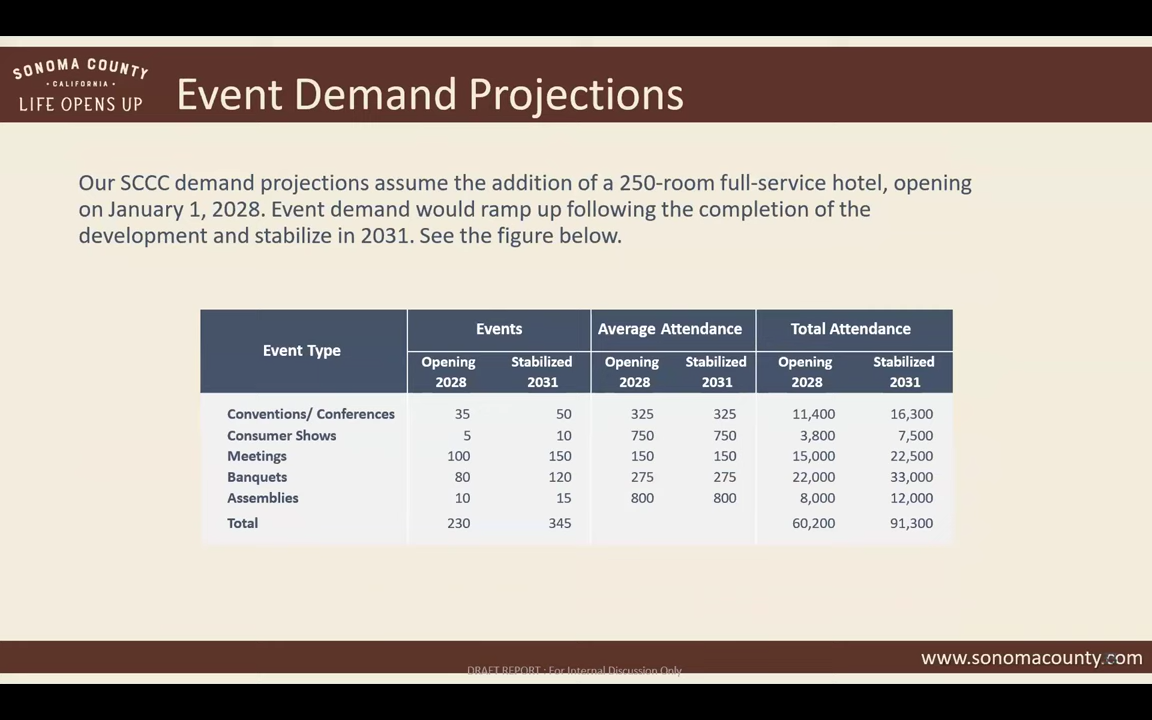 SONOMA COUNTY
• CALIFORNIA •
LIFE OPENS UP
Event Demand Projections
Our SCCC demand projections assume the addition of a 250-room full-service hotel, opening
on January 1, 2028. Event demand would ramp up following the completion of the
development and stabilize in 2031. See the figure below.
Event Type Events Average Attendance Total Attendance
Opening 2028 Stabilized 2031 Opening 2028 Stabilized 2031 Opening 2028 Stabilized 2031
Conventions/ Conferences 35 50 325 325 11,400 16,300
Consumer Shows 5 10 750 750 3,800 7,500
Meetings 100 150 150 150 15,000 22,500
Banquets 80 120 275 275 22,000 33,000
Assemblies 10 15 800 800 8,000 12,000
Total 230 345 60,200 91,300
www.sonomacounty.com
DRAFT REPORT : For Internal Discussion Only